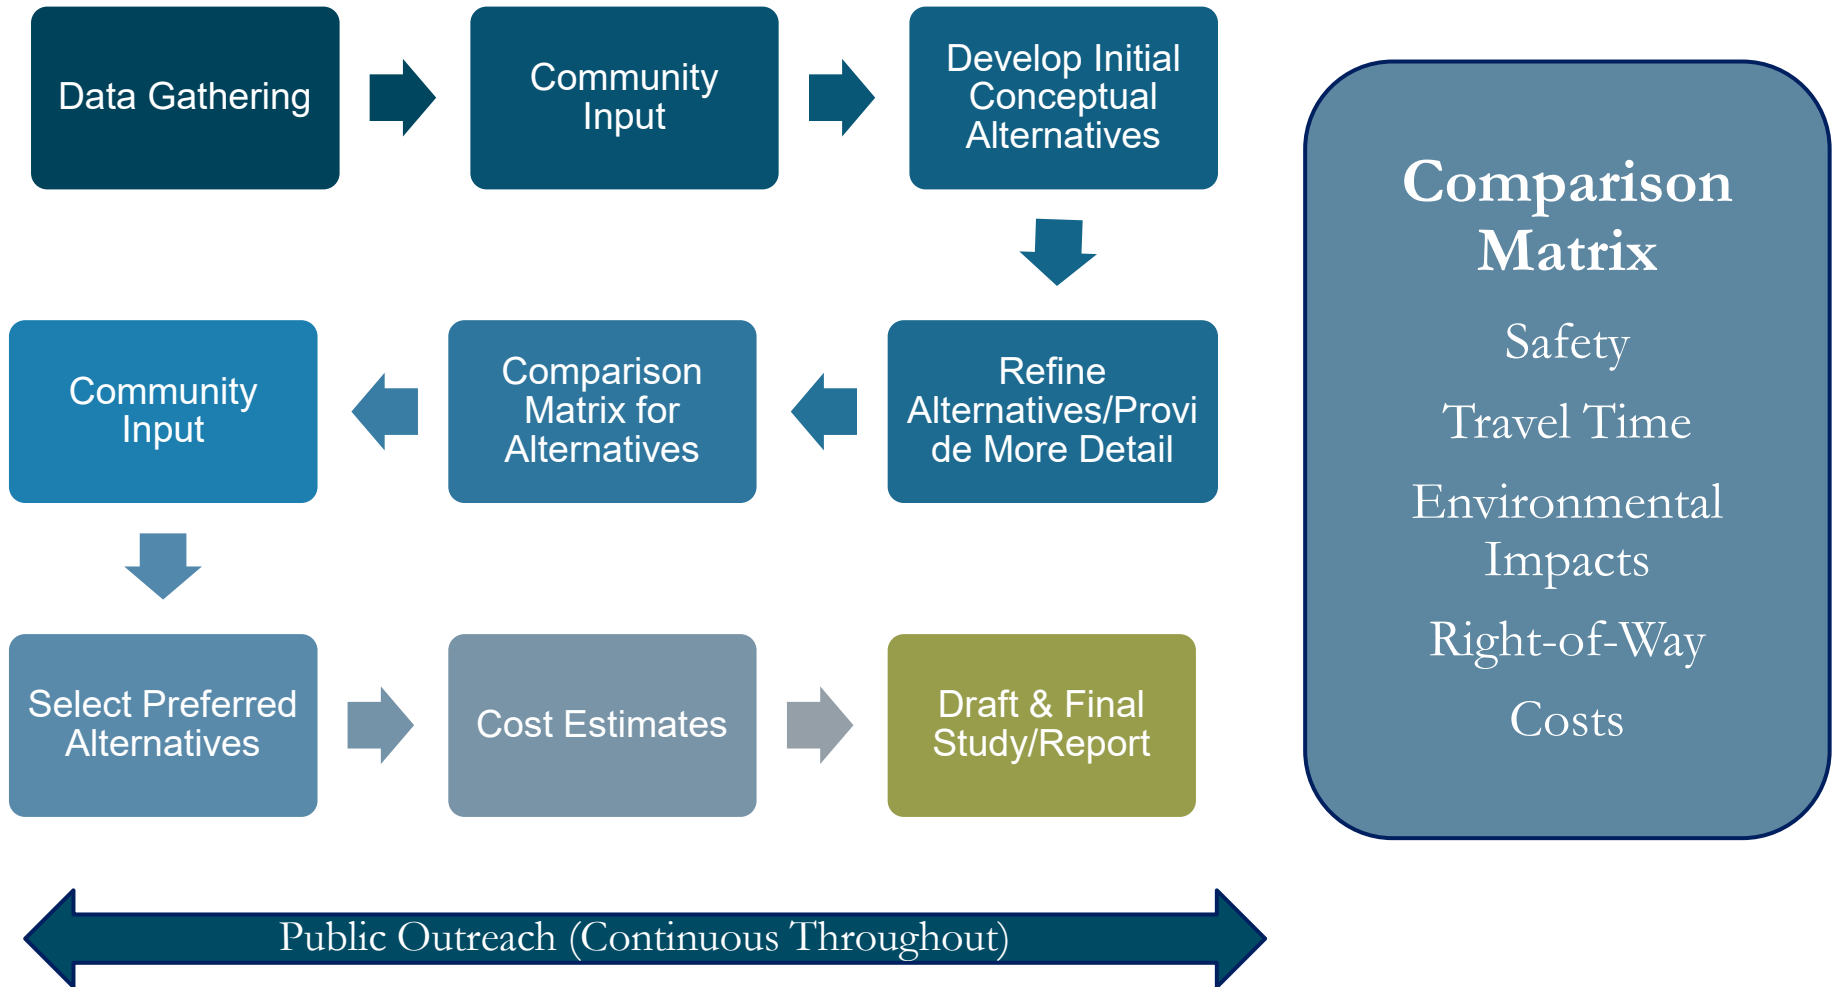 Data Gathering
Community
Input
Develop Initial
Conceptual
Alternatives
Community
Input
Comparison
Matrix for
Alternatives
Refine
Alternatives/Provi
de More Detail
Select Preferred
Alternatives
Cost Estimates
Draft & Final
Study/Report
Public Outreach (Continuous Throughout)
Comparison
Matrix
Safety
Travel Time
Environmental
Impacts
Right-of-Way
Costs